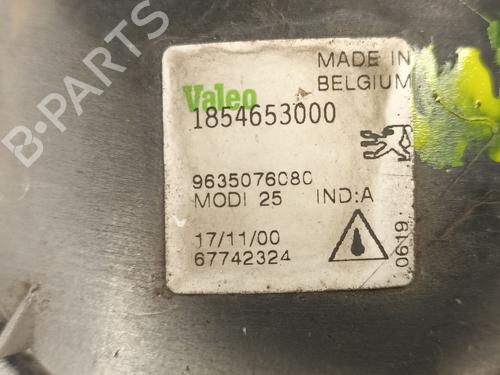 B-PARTS
MADE IN
BELGIUM
Valeo
1854653000
9635076080
MODI 25 IND:A
17/11/00
67742324
0619.